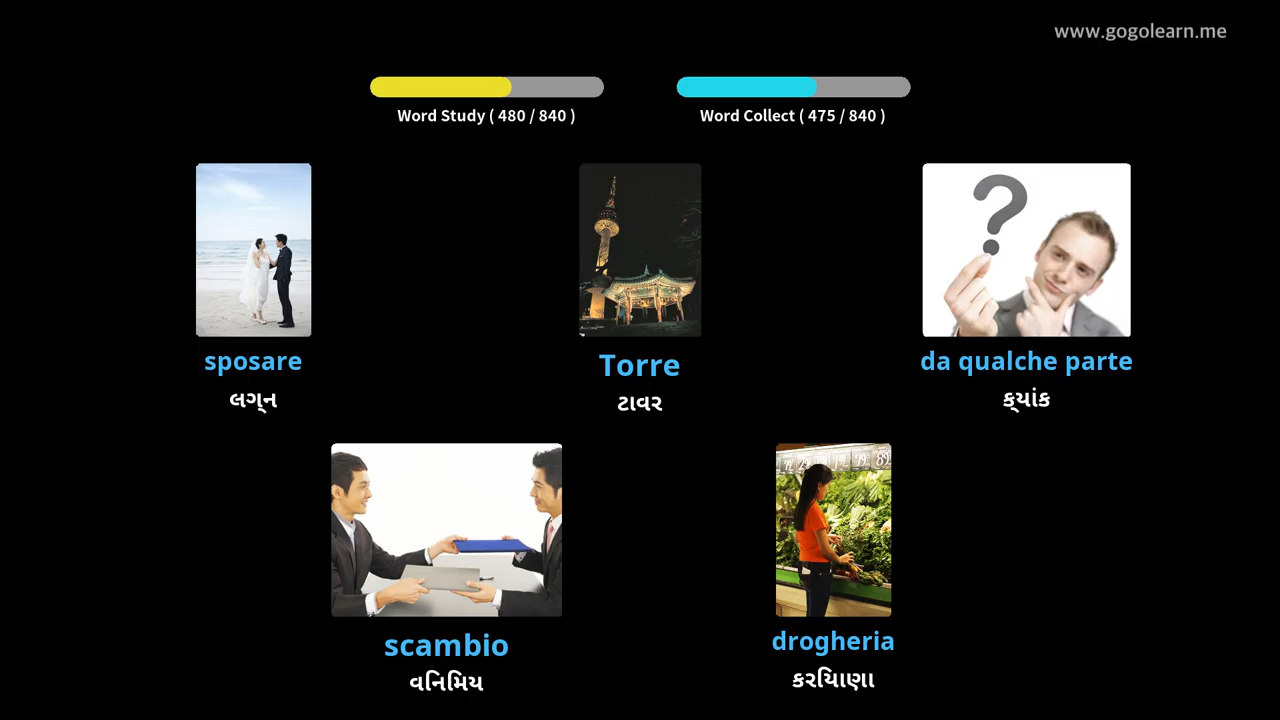 www.gogolearn.me
Word Study ( 480 / 840 )
Word Collect ( 475 / 840 )
sposare
લગ્ન
Torre
ટાવર
da qualche parte
ક્યાંક
scambio
વિનિમય
drogheria
કરિયાણા